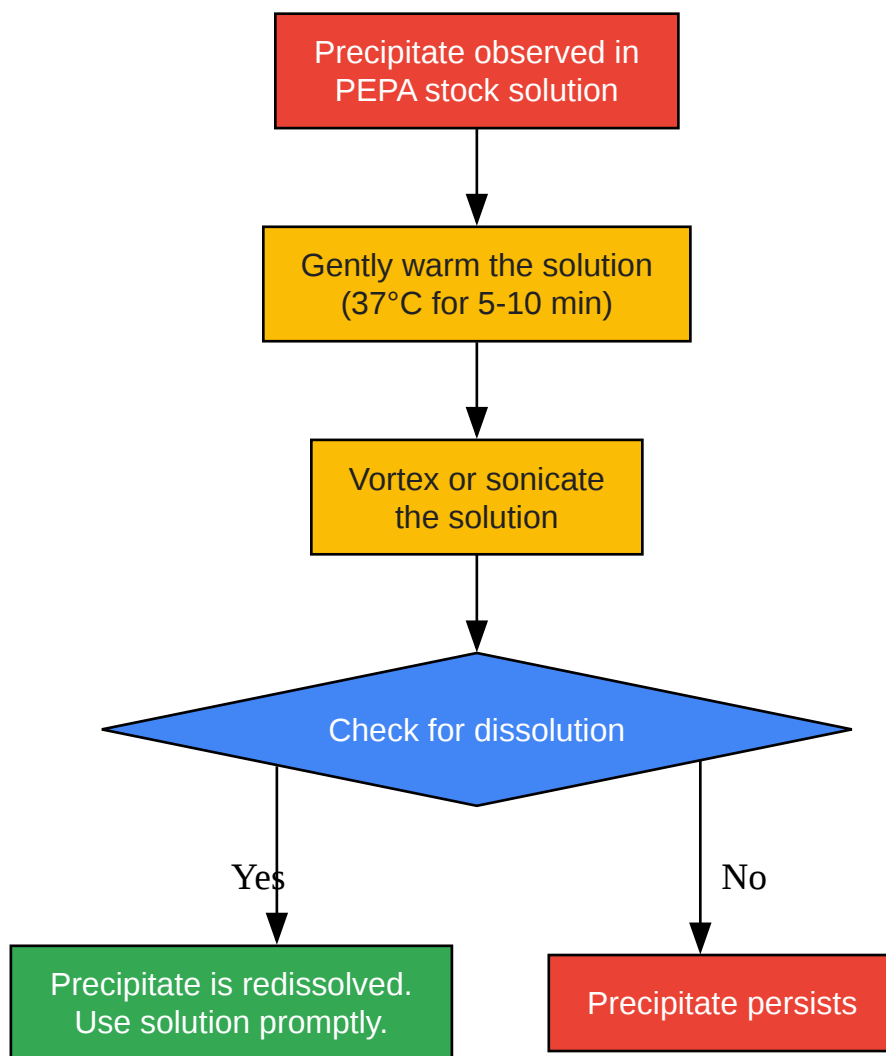 Precipitate observed in
PEPA stock solution
Gently warm the solution
(37°C for 5-10 min)
Vortex or sonicate
the solution
Check for dissolution
Yes
No
Precipitate is redissolved.
Use solution promptly.
Precipitate persists